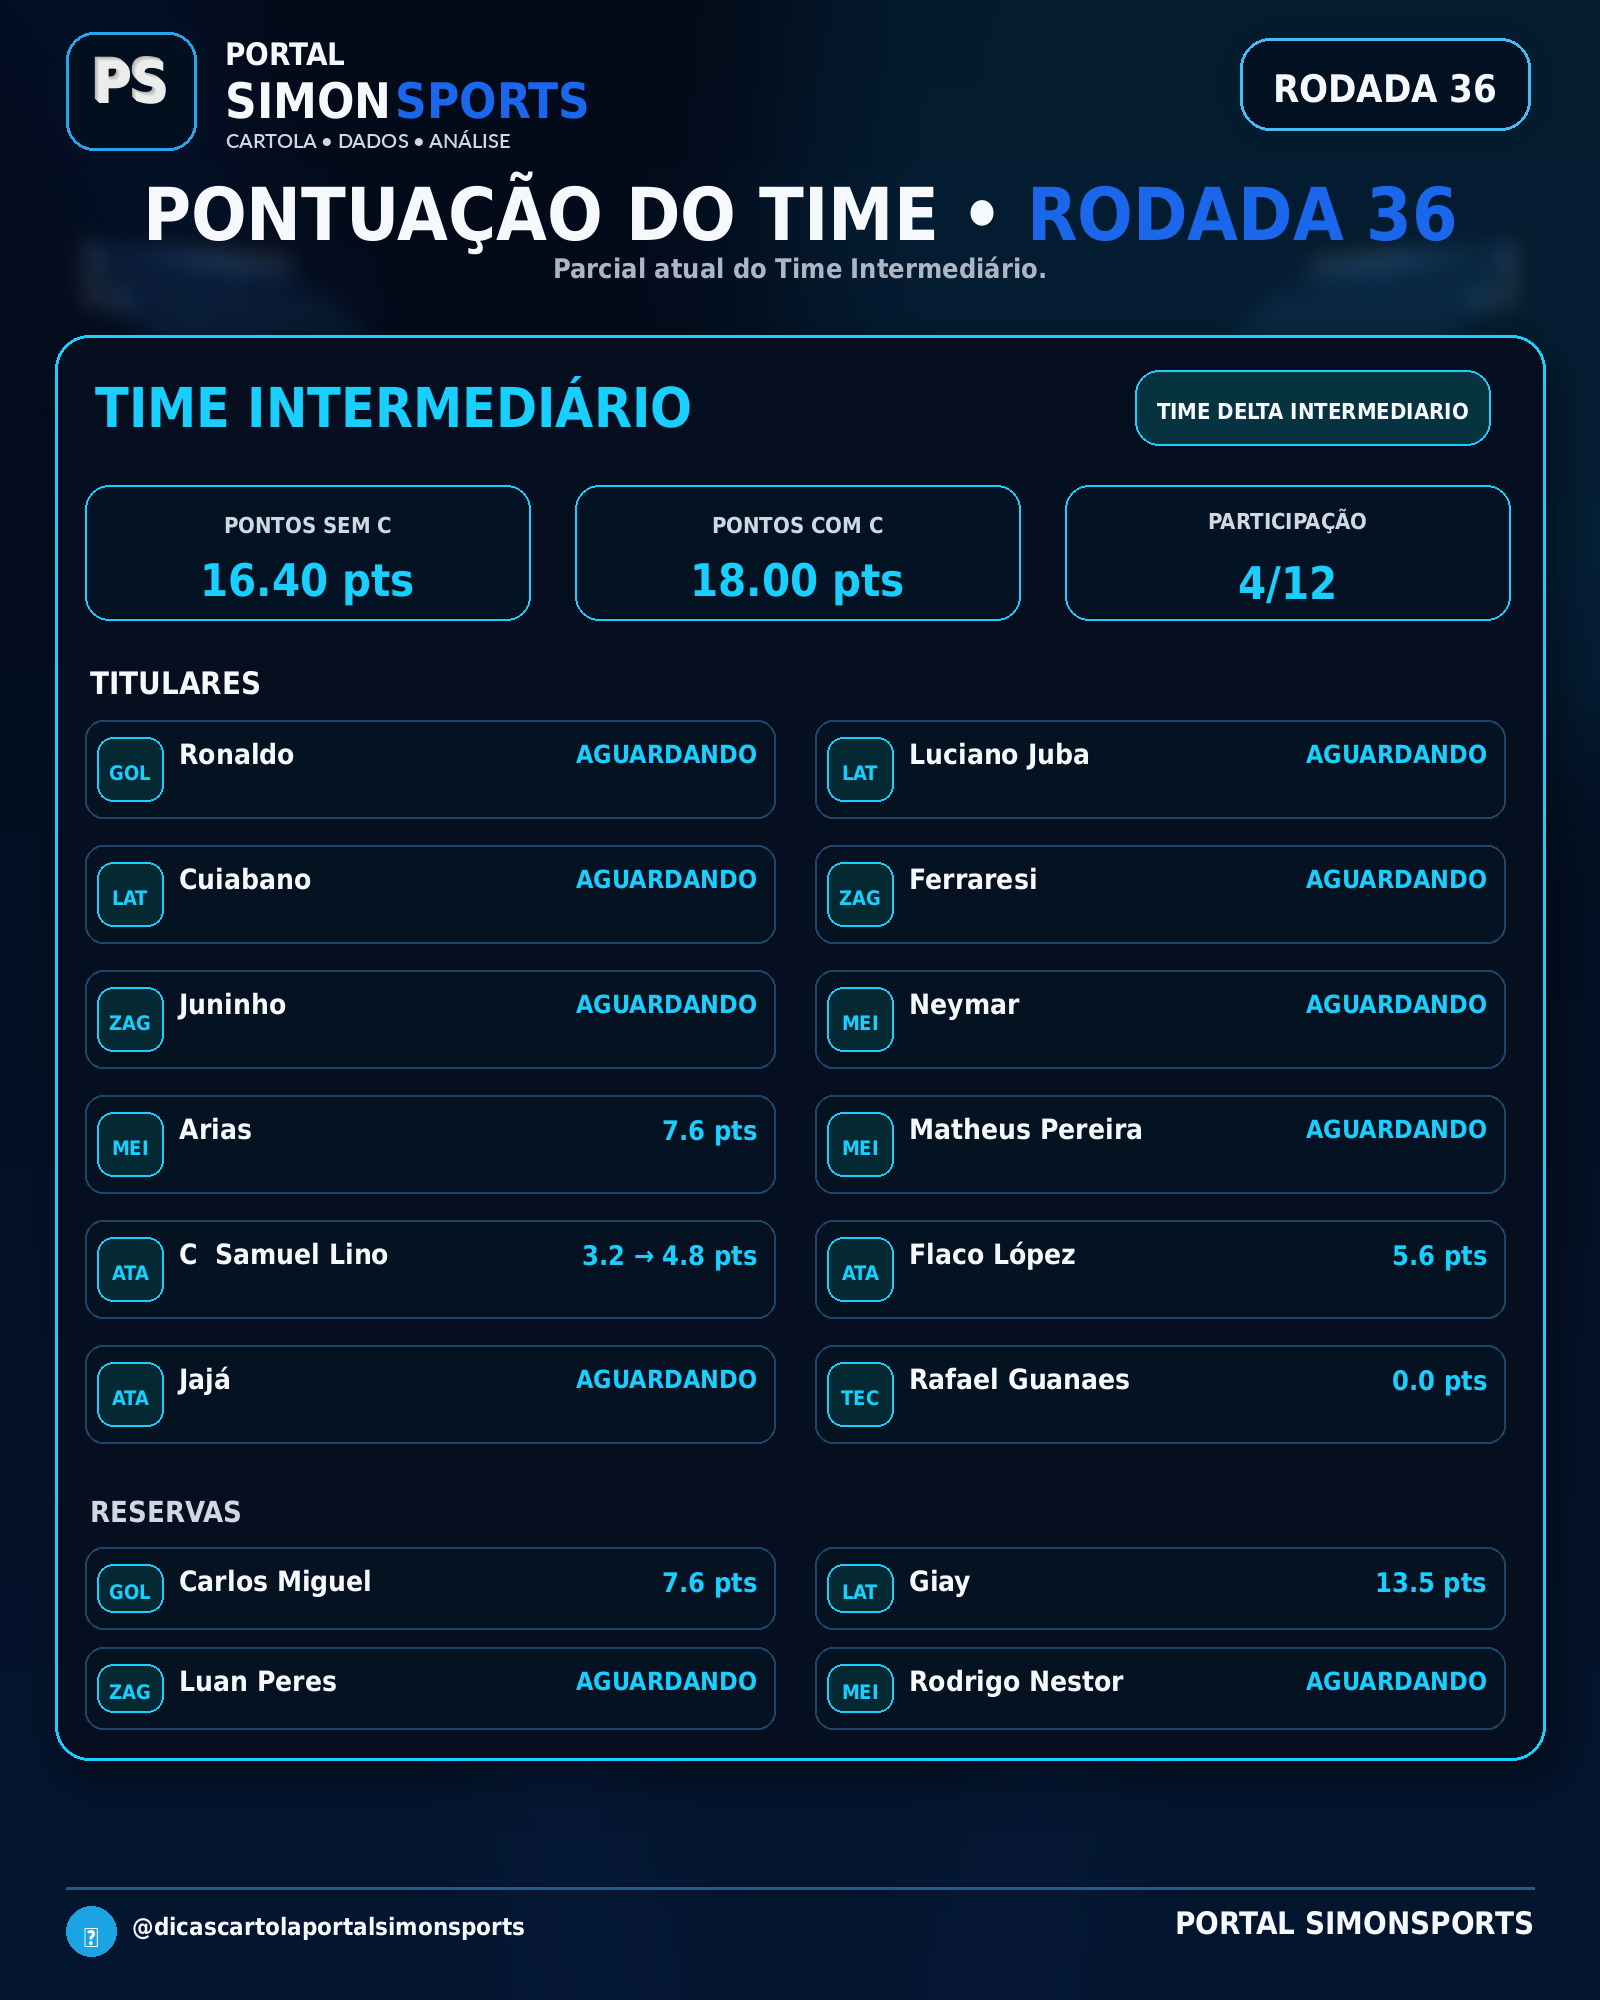 PS
PORTAL
SIMONSPORTS
CARTOLA • DADOS • ANÁLISE
RODADA 36
PONTUAÇÃO DO TIME • RODADA 36
Parcial atual do Time Intermediário.
TIME INTERMEDIÁRIO
TIME DELTA INTERMEDIARIO
PONTOS SEM C
16.40 pts
PONTOS COM C
18.00 pts
PARTICIPAÇÃO
4/12
TITULARES
GOL Ronaldo AGUARDANDO
LAT Luciano Juba AGUARDANDO
LAT Cuiabano AGUARDANDO
ZAG Ferraresi AGUARDANDO
ZAG Juninho AGUARDANDO
MEI Neymar AGUARDANDO
MEI Arias 7.6 pts
MEI Matheus Pereira AGUARDANDO
ATA C Samuel Lino 3.2 → 4.8 pts
ATA Flaco López 5.6 pts
ATA Jajá AGUARDANDO
TEC Rafael Guanaes 0.0 pts
RESERVAS
GOL Carlos Miguel 7.6 pts
LAT Giay 13.5 pts
ZAG Luan Peres AGUARDANDO
MEI Rodrigo Nestor AGUARDANDO
@dicascartolaportalsimonsports
PORTAL SIMONSPORTS